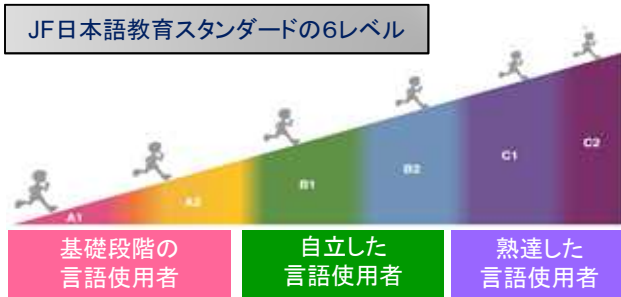 JF日本語教育スタンダードの6レベル
A1
A2
B1
B2
C1
C2
基礎段階の
言語使用者
自立した
言語使用者
熟達した
言語使用者